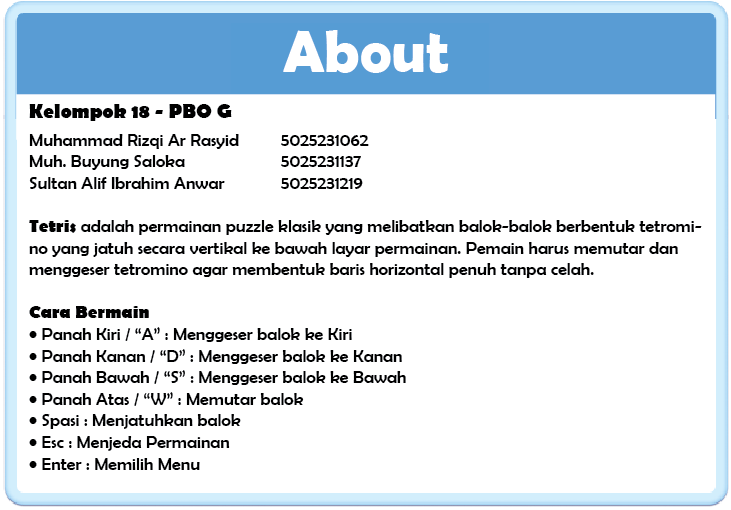 About
Kelompok 18 - PBO G
Muhammad Rizqi Ar Rasyid 5025231062
Muh. Buyung Saloka 5025231137
Sultan Alif Ibrahim Anwar 5025231219
Tetris adalah permainan puzzle klasik yang melibatkan balok-balok berbentuk tetromi-
no yang jatuh secara vertikal ke bawah layar permainan. Pemain harus memutar dan
menggeser tetromino agar membentuk baris horizontal penuh tanpa celah.
Cara Bermain
• Panah Kiri / “A” : Menggeser balok ke Kiri
• Panah Kanan / “D” : Menggeser balok ke Kanan
• Panah Bawah / “S” : Menggeser balok ke Bawah
• Panah Atas / “W” : Memutar balok
• Spasi : Menjatuhkan balok
• Esc : Menjeda Permainan
• Enter : Memilih Menu